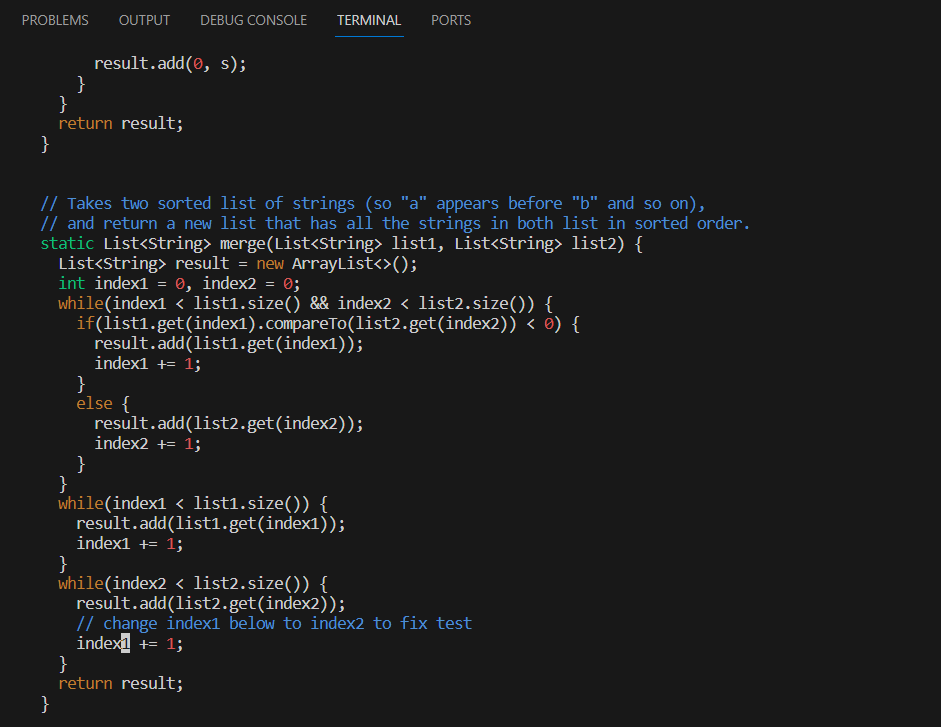 PROBLEMS OUTPUT DEBUG CONSOLE TERMINAL PORTS
      result.add(0, s);
    }
  }
  return result;
}
// Takes two sorted list of strings (so "a" appears before "b" and so on),
// and return a new list that has all the strings in both list in sorted order.
static List<String> merge(List<String> list1, List<String> list2) {
  List<String> result = new ArrayList<>();
  int index1 = 0, index2 = 0;
  while(index1 < list1.size() && index2 < list2.size()) {
    if(list1.get(index1).compareTo(list2.get(index2)) < 0) {
      result.add(list1.get(index1));
      index1 += 1;
    }
    else {
      result.add(list2.get(index2));
      index2 += 1;
    }
  }
  while(index1 < list1.size()) {
    result.add(list1.get(index1));
    index1 += 1;
  }
  while(index2 < list2.size()) {
    result.add(list2.get(index2));
    // change index1 below to index2 to fix test
    index1 += 1;
  }
  return result;
}